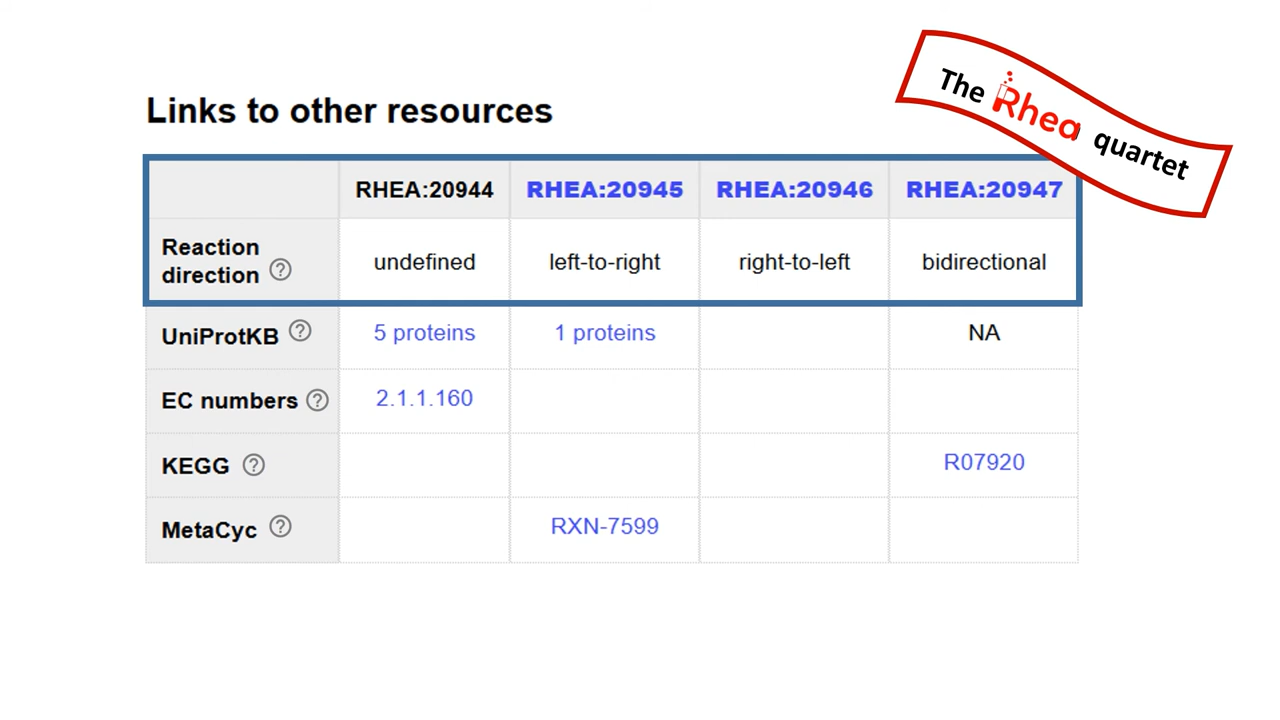 The Rhea quartet
Links to other resources
RHEA:20944 RHEA:20945 RHEA:20946 RHEA:20947
Reaction
direction ? undefined left-to-right right-to-left bidirectional
UniProtKB ? 5 proteins 1 proteins NA
EC numbers ? 2.1.1.160
KEGG ? R07920
MetaCyc ? RXN-7599